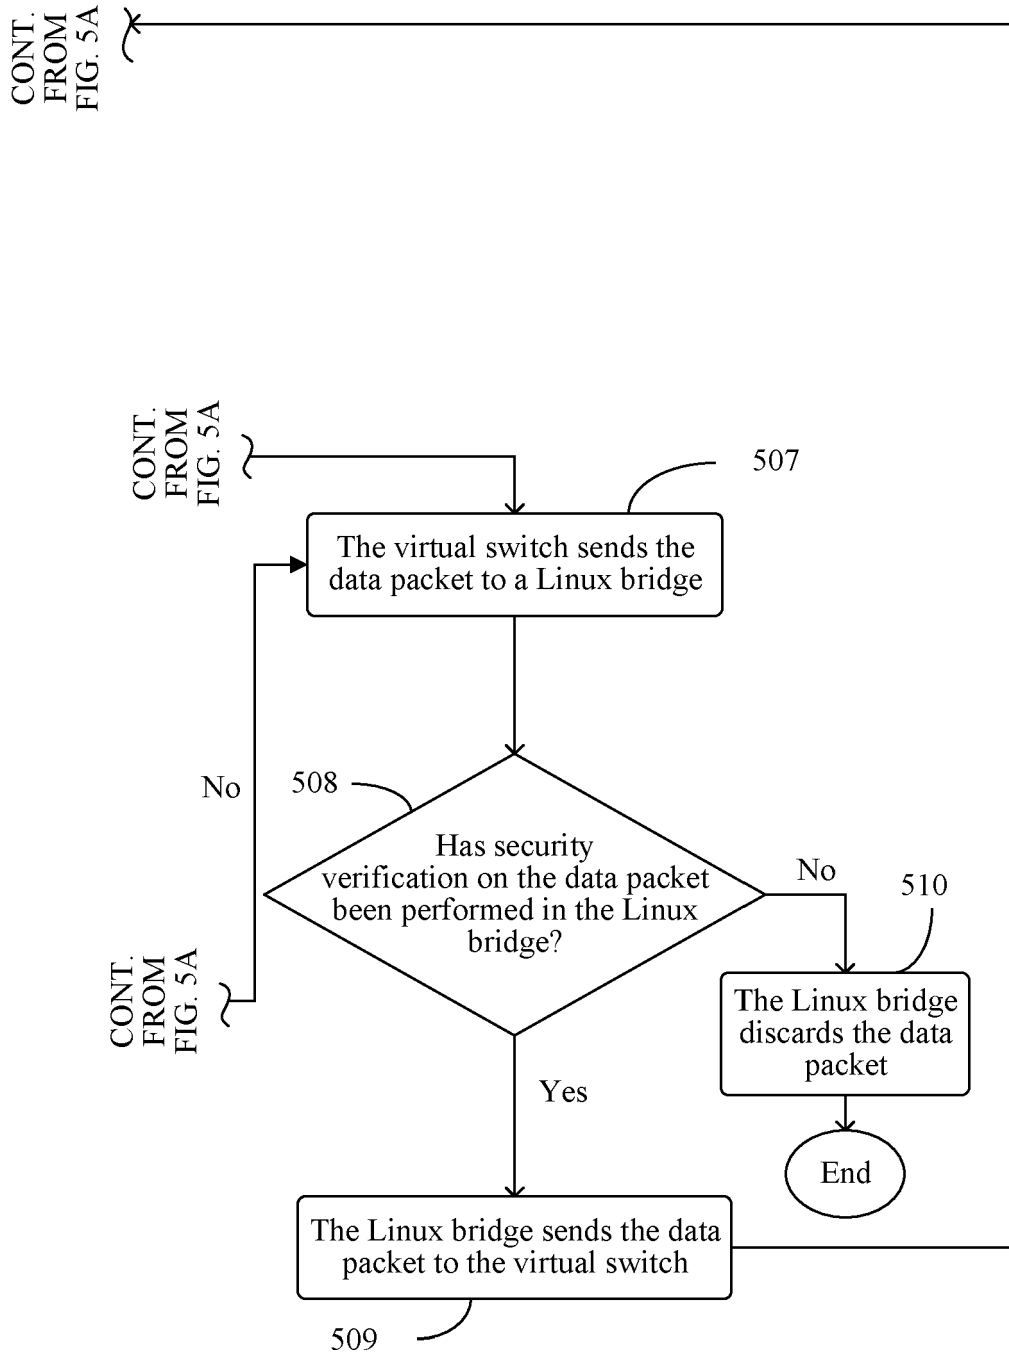 CONT.
FROM
FIG. 5A
CONT.
FROM
FIG. 5A
507
The virtual switch sends the
data packet to a Linux bridge
No
508
Has security
verification on the data packet
been performed in the Linux
bridge?
No
510
CONT.
FROM
FIG. 5A
The Linux bridge
discards the data
packet
Yes
End
The Linux bridge sends the data
packet to the virtual switch
509